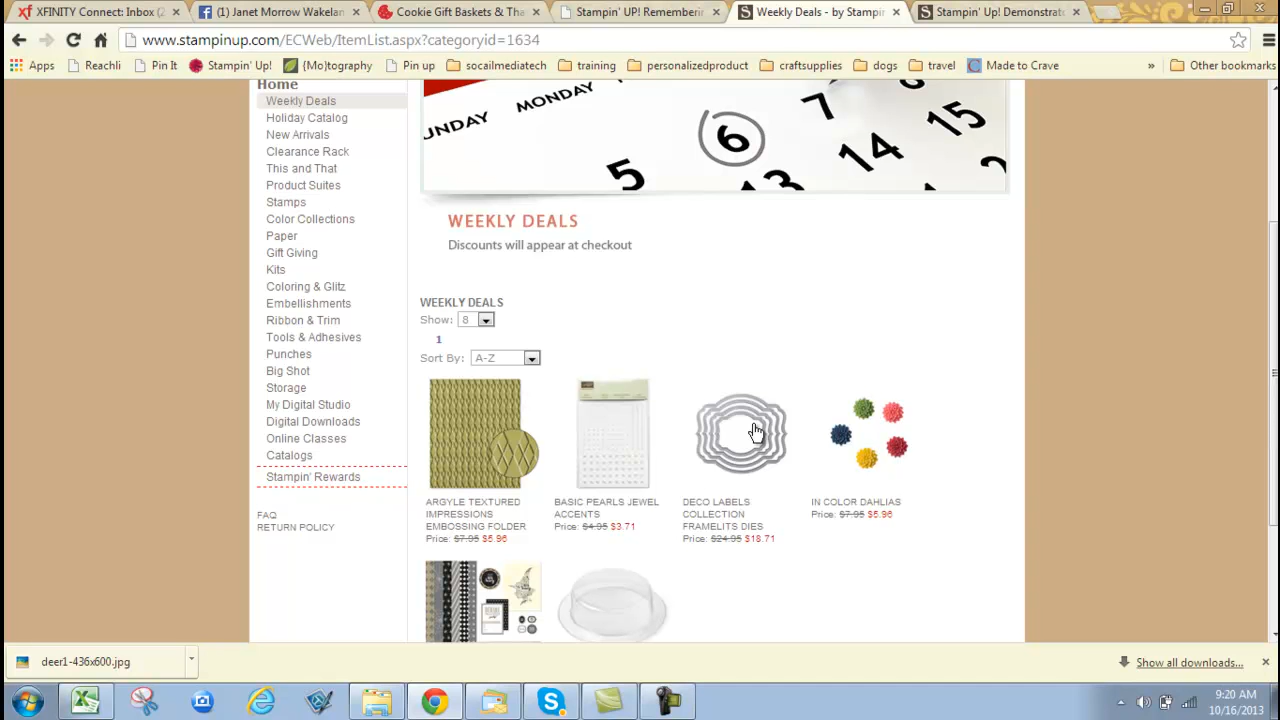 XFINITY Connect: Inbox (2
(1) Janet Morrow Wakelan
Cookie Gift Baskets & Tha
Stampin' UP! Rememberin
Weekly Deals - by Stampin
Stampin' Up! Demonstrat
www.stampinup.com/ECWeb/ItemList.aspx?categoryid=1634
Apps Reachli Pin It Stampin' Up! (Mo)tography Pin up socailmediatech training personalizedproduct craftsupplies dogs travel Made to Crave » Other bookmarks
Home
Weekly Deals
Holiday Catalog
New Arrivals
Clearance Rack
This and That
Product Suites
Stamps
Color Collections
Paper
Gift Giving
Kits
Coloring & Glitz
Embellishments
Ribbon & Trim
Tools & Adhesives
Punches
Big Shot
Storage
My Digital Studio
Digital Downloads
Online Classes
Catalogs
Stampin' Rewards
FAQ
RETURN POLICY
UNDAY MONDAY
5 6 7
13 14 15
WEEKLY DEALS
Discounts will appear at checkout
WEEKLY DEALS
Show: 8
1
Sort By: A-Z
ARGYLE TEXTURED
IMPRESSIONS
EMBOSSING FOLDER
Price: $7.95 $5.96
BASIC PEARLS JEWEL
ACCENTS
Price: $4.95 $3.71
DECO LABELS
COLLECTION
FRAMELITS DIES
Price: $24.95 $18.71
IN COLOR DAHLIAS
Price: $7.95 $5.96
deer1-436x600.jpg
Show all downloads...
9:20 AM
10/16/2013